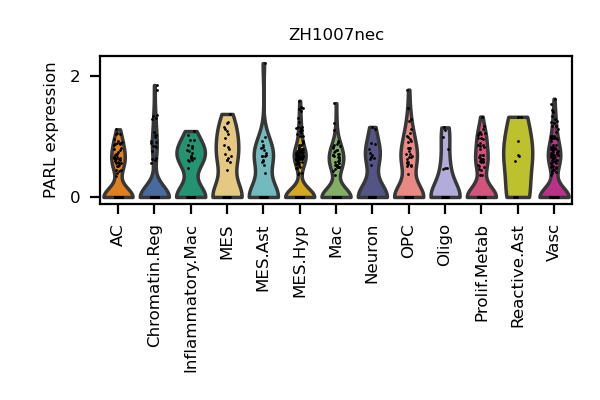 ZH1007nec
PARL expression
2
0
AC
Chromatin.Reg
Inflammatory.Mac
MES
MES.Ast
MES.Hyp
Mac
Neuron
OPC
Oligo
Prolif.Metab
Reactive.Ast
Vasc